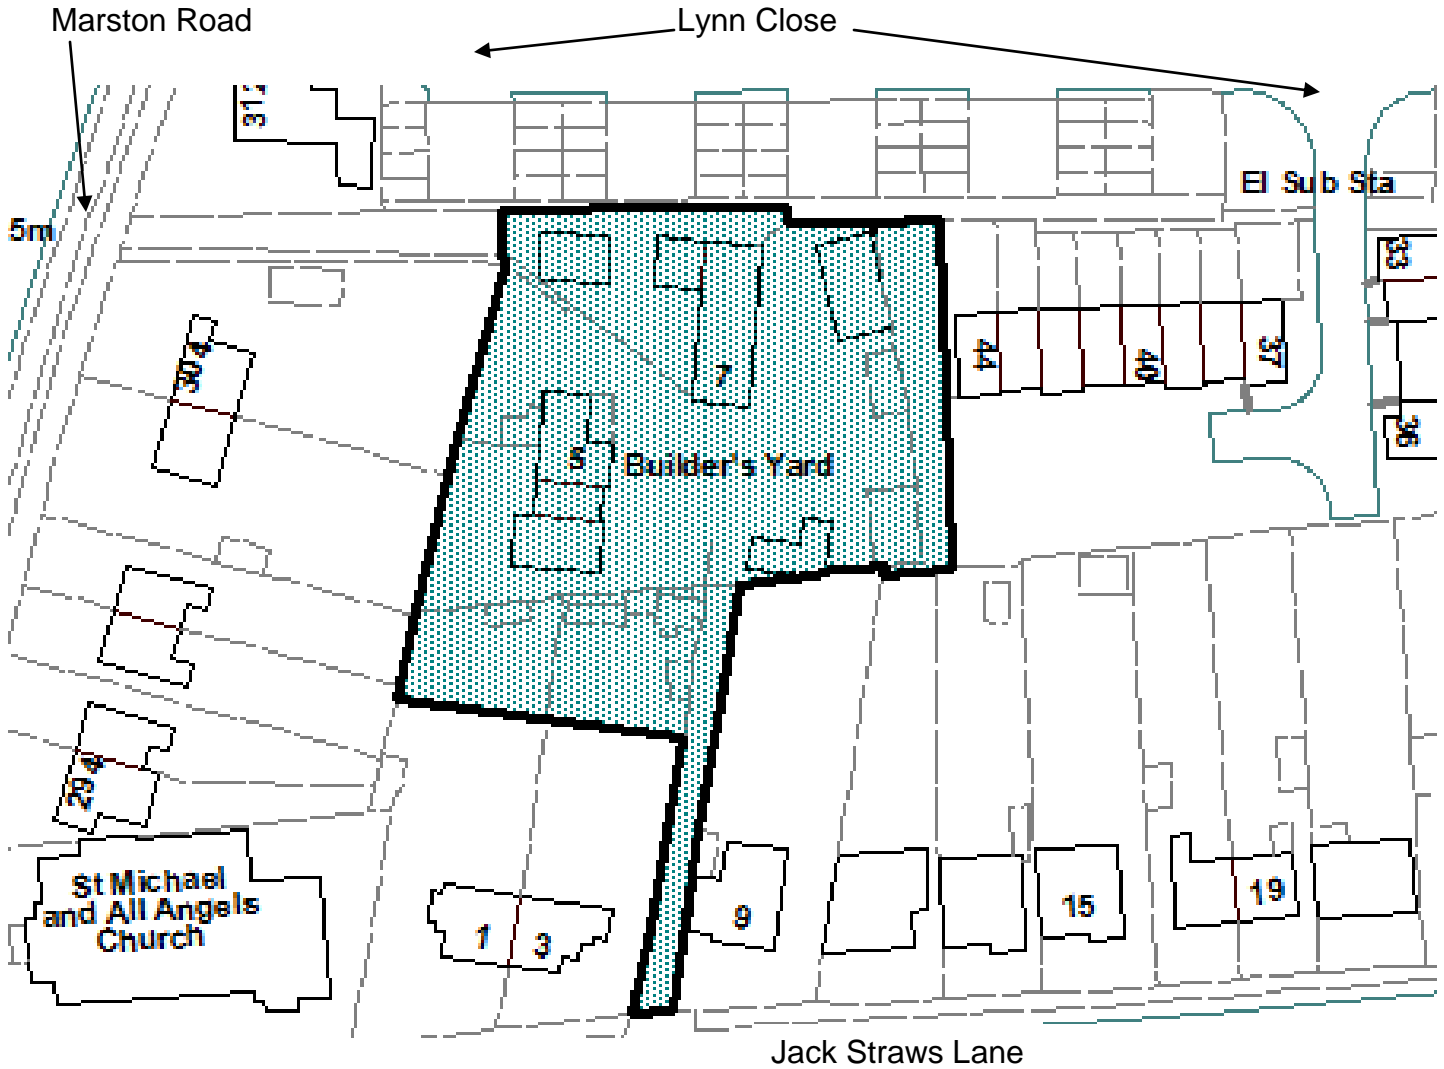 Marston Road
Lynn Close
312
El Sub Sta
5m
33
304
44
40
37
7
36
5
Builder's Yard
294
St Michael
and All Angels
Church
1
3
9
15
19
Jack Straws Lane